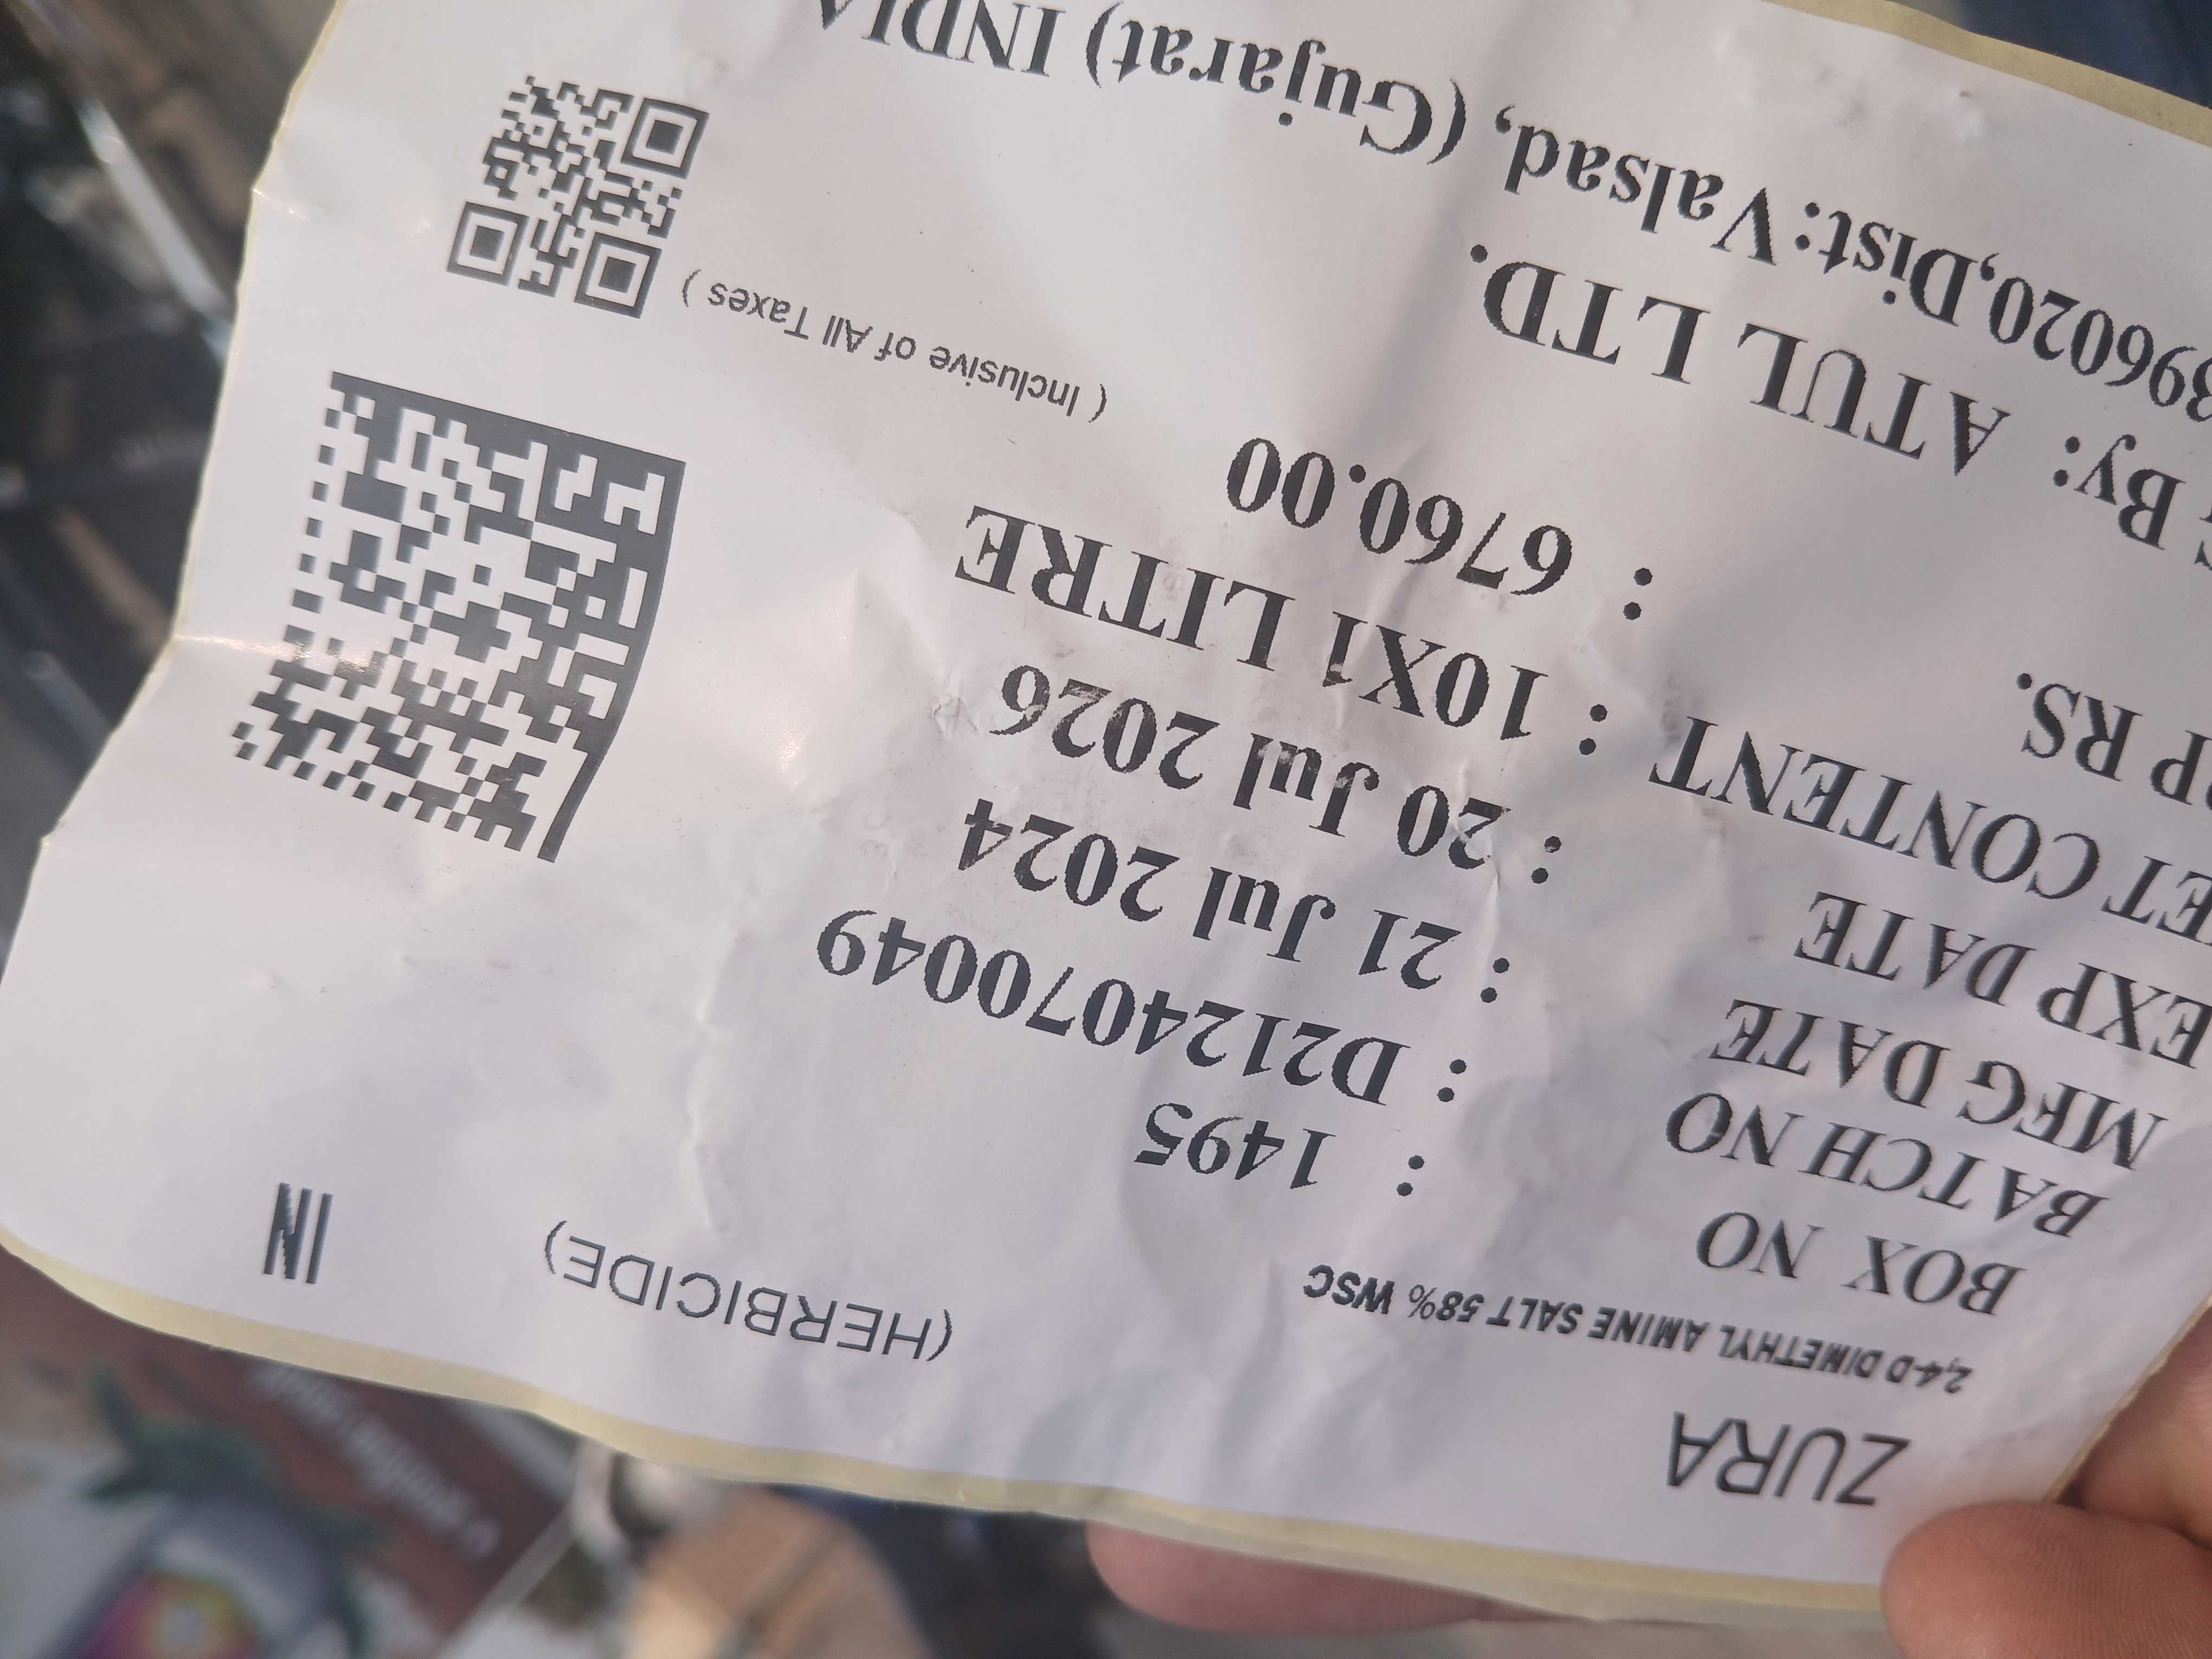 ZURA
2,4-D DIMETHYL AMINE SALT 58% WSC
(HERBICIDE)
IN
BOX NO : 1495
BATCH NO : D2124070049
MFG DATE : 21 Jul 2024
EXP DATE : 20 Jul 2026
ET CONTENT : 10X1 LITRE
P RS. : 6760.00
( Inclusive of All Taxes )
By: ATUL LTD.
396020,Dist:Valsad, (Gujarat) INDIA